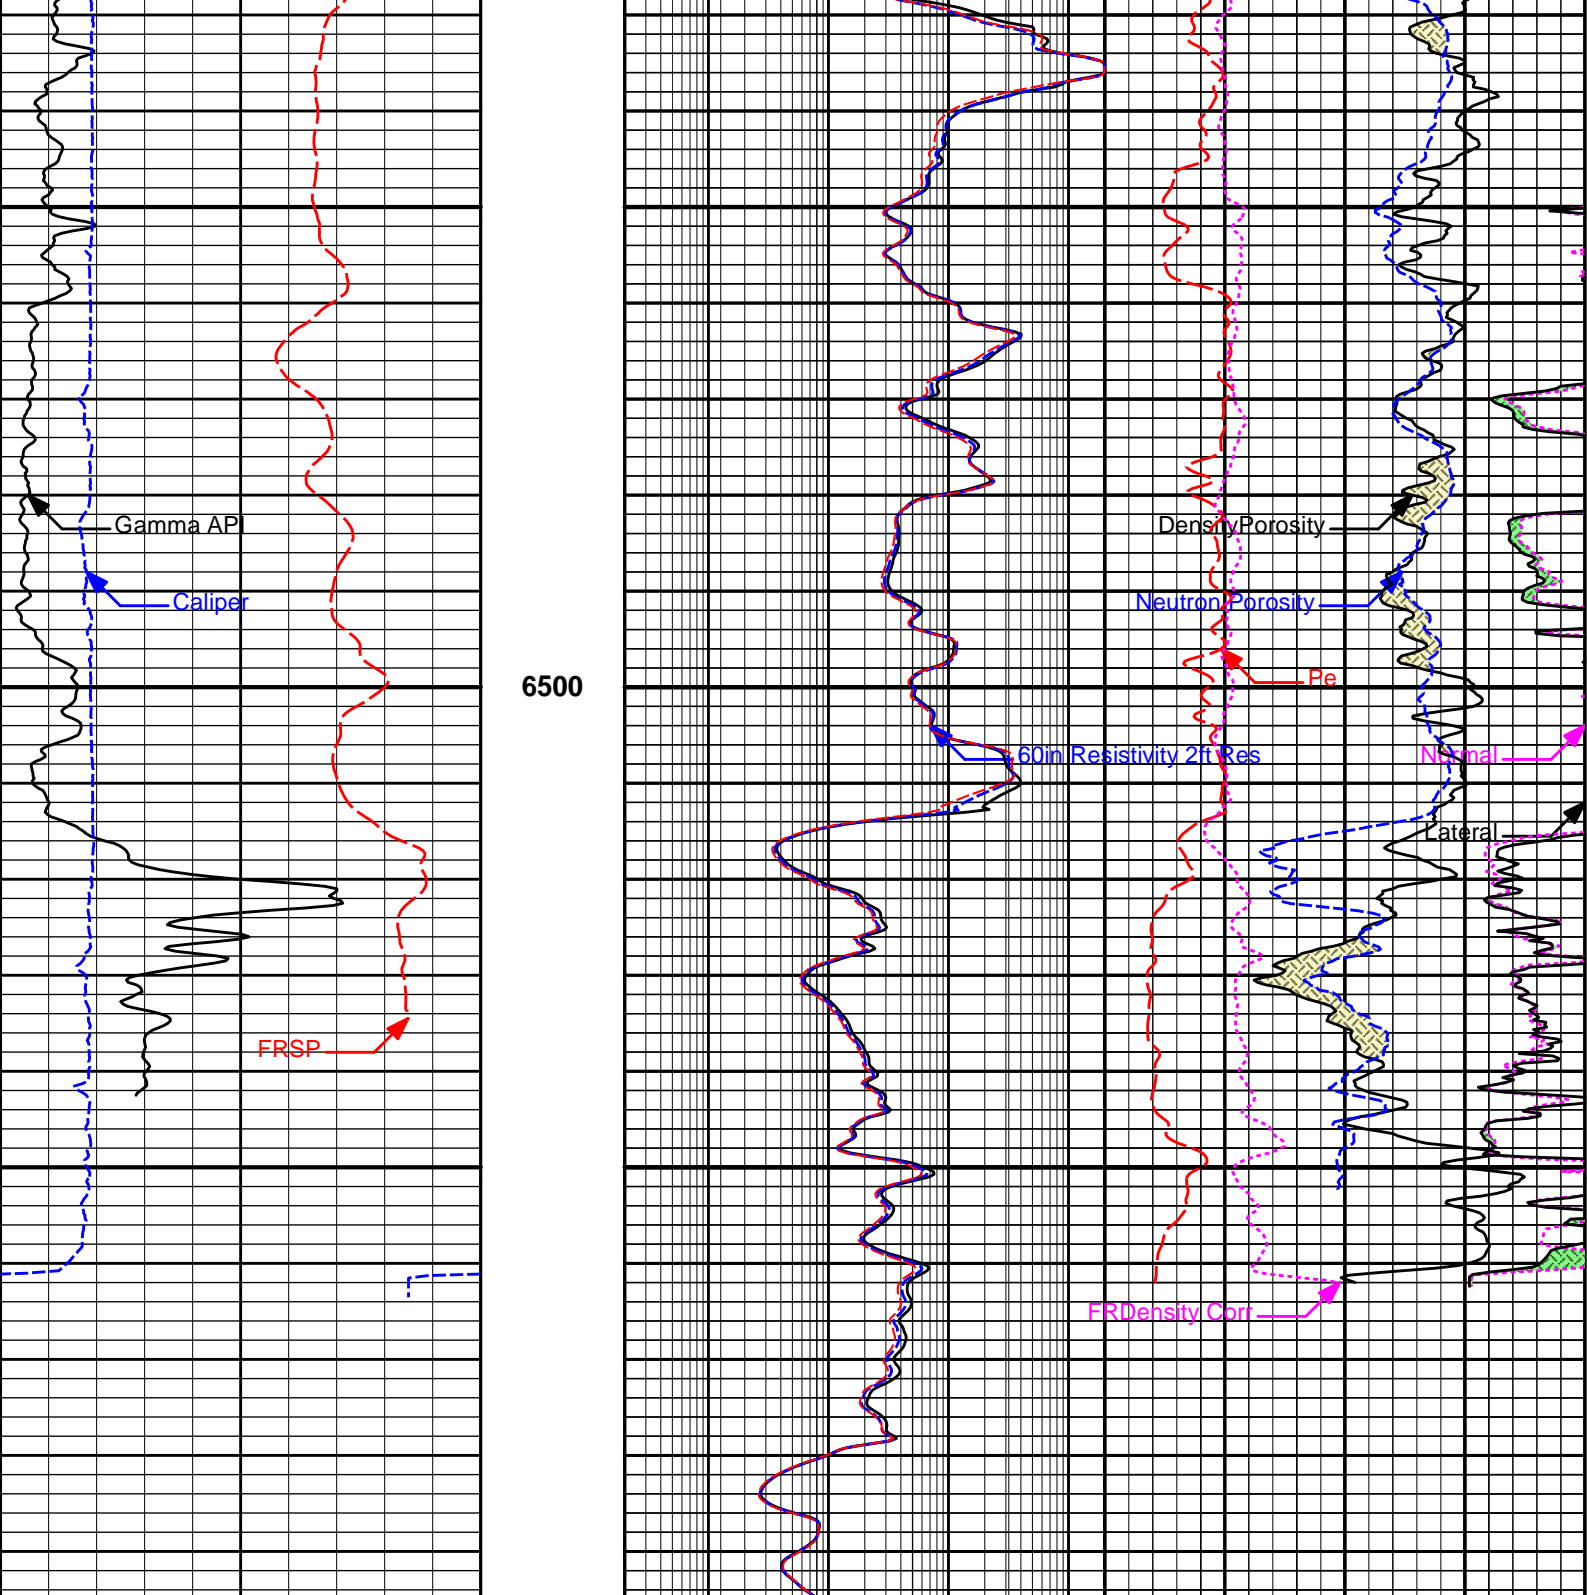 Gamma API
DensityPorosity
Caliper
Neutron Porosity
6500
Pe
60in Resistivity 2ft Res
Normal
Lateral
FRSP
FRDensity Corr